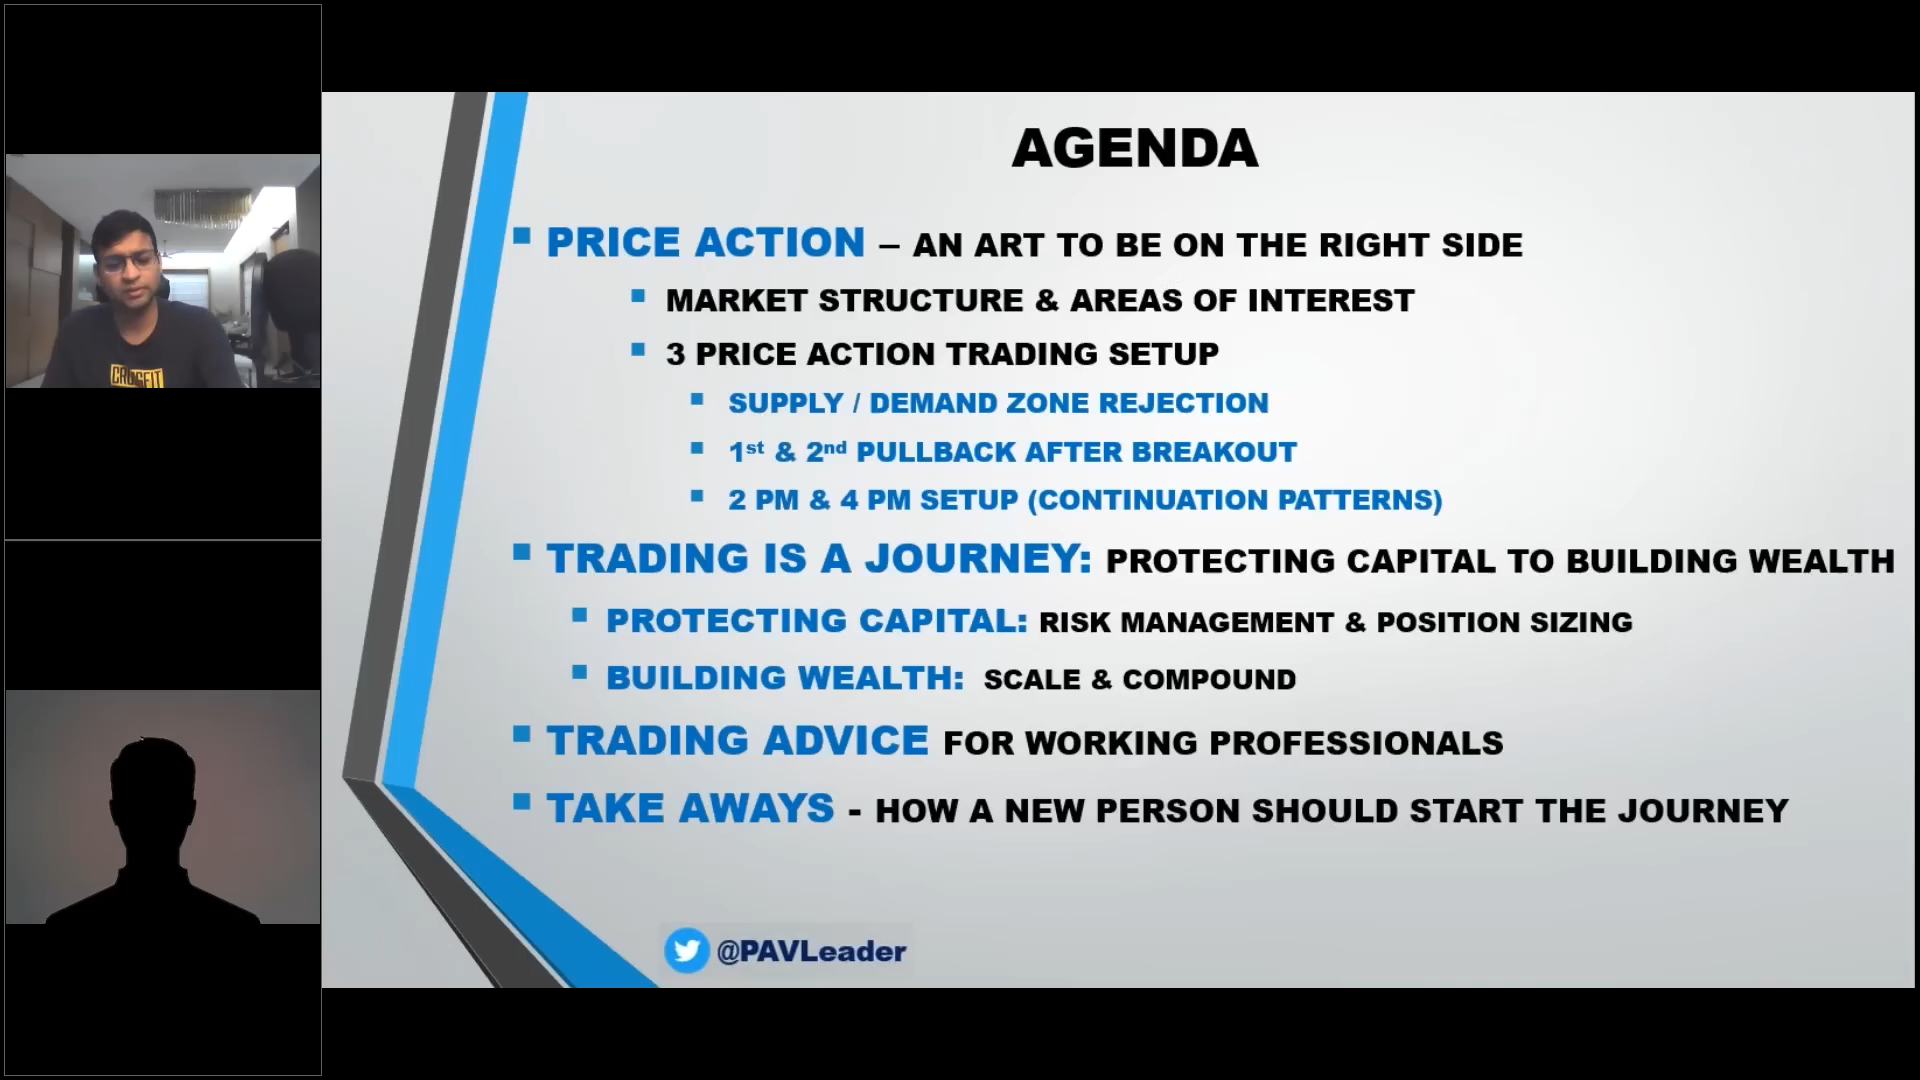 AGENDA
PRICE ACTION – AN ART TO BE ON THE RIGHT SIDE
MARKET STRUCTURE & AREAS OF INTEREST
3 PRICE ACTION TRADING SETUP
SUPPLY / DEMAND ZONE REJECTION
1st & 2nd PULLBACK AFTER BREAKOUT
2 PM & 4 PM SETUP (CONTINUATION PATTERNS)
TRADING IS A JOURNEY: PROTECTING CAPITAL TO BUILDING WEALTH
PROTECTING CAPITAL: RISK MANAGEMENT & POSITION SIZING
BUILDING WEALTH: SCALE & COMPOUND
TRADING ADVICE FOR WORKING PROFESSIONALS
TAKE AWAYS - HOW A NEW PERSON SHOULD START THE JOURNEY
@PAVLeader